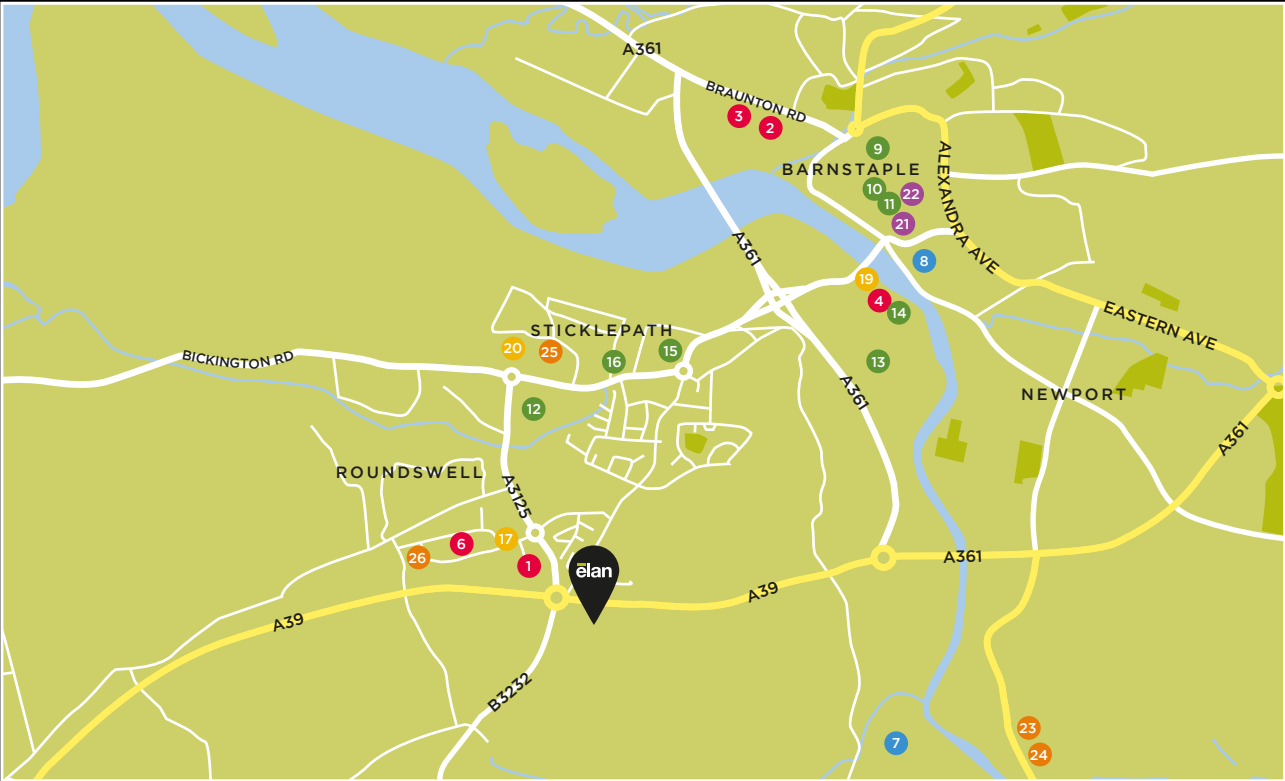 A361
BRAUNTON RD
3
2
9
BARNSTAPLE
ALEXANDRA AVE
10
22
11
21
A361
8
19
4
14
EASTERN AVE
STICKLEPATH
20
25
16
15
BICKINGTON RD
13
A361
NEWPORT
12
A361
ROUNDSWELL
A3125
6
17
26
1
élan
A361
A39
A39
B3232
23
7
24